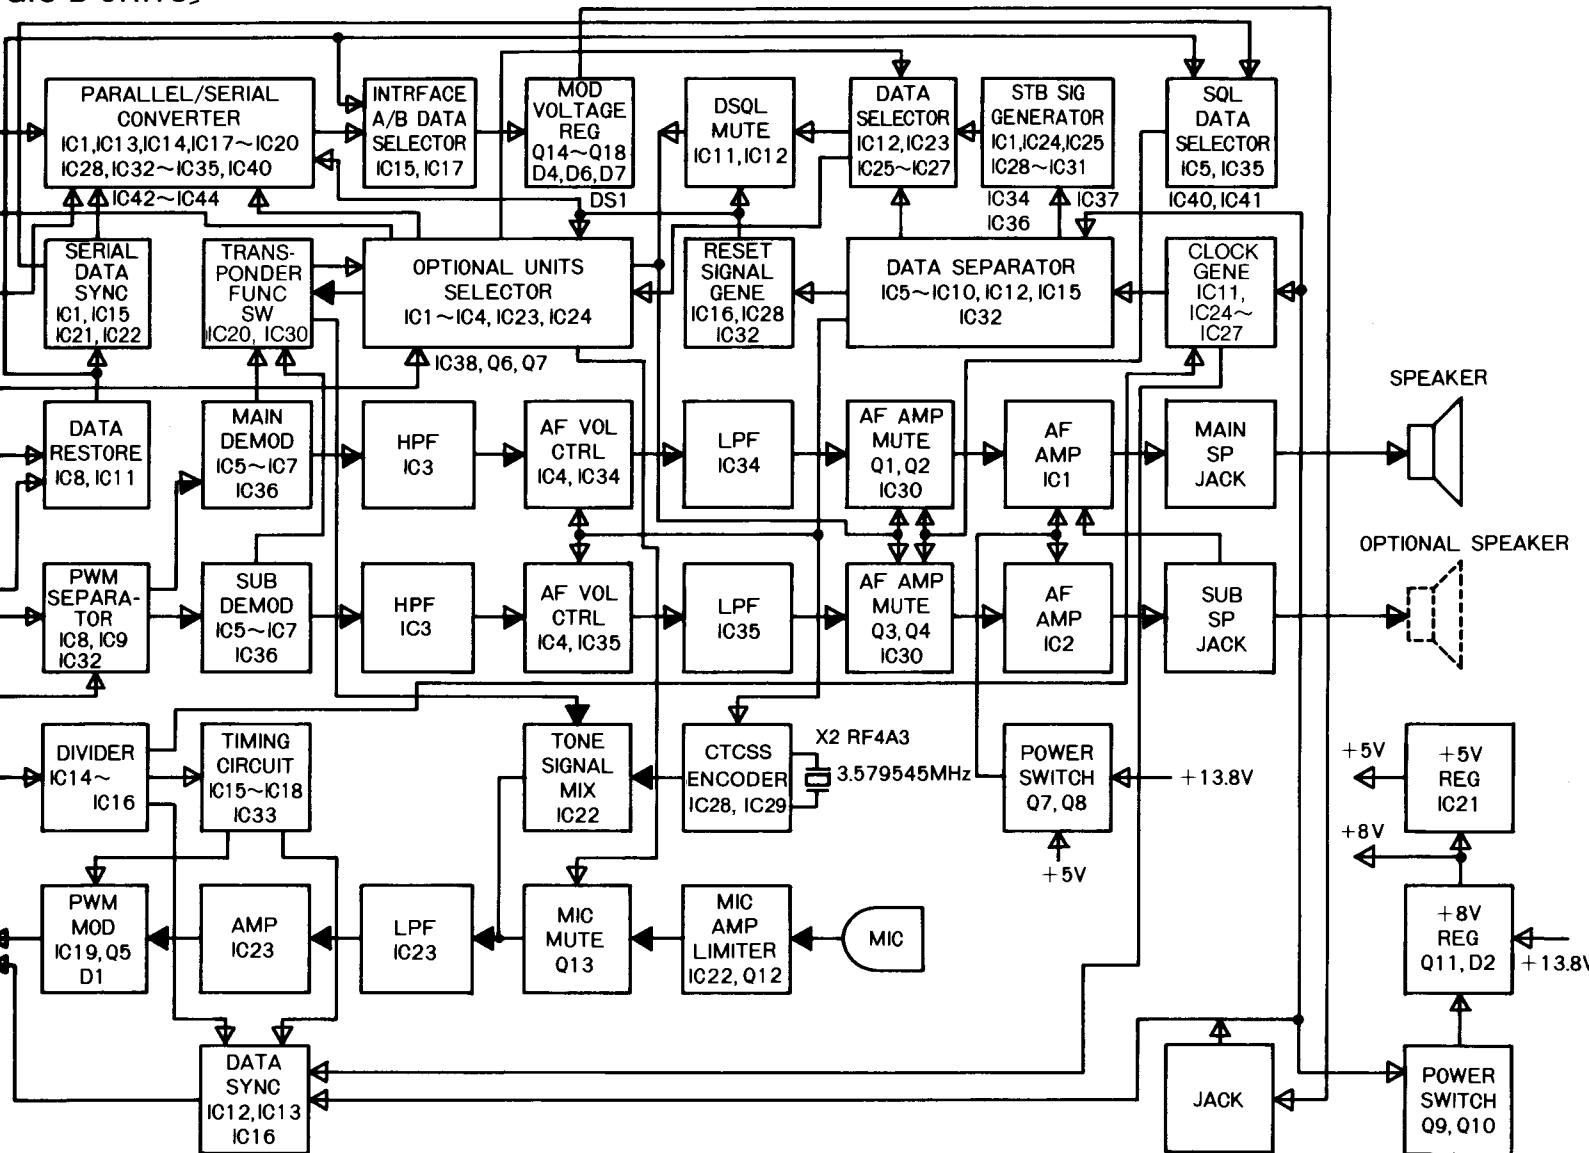 PARALLEL/SERIAL
CONVERTER
IC1,IC13,IC14,IC17~IC20
IC28,IC32~IC35,IC40
IC42~IC44
INTRFACE
A/B DATA
SELECTOR
IC15, IC17
MOD
VOLTAGE
REG
Q14~Q18
D4, D6, D7
DS1
DSQL
MUTE
IC11, IC12
DATA
SELECTOR
IC12, IC23
IC25~IC27
STB SIG
GENERATOR
IC1, IC24, IC25
IC28~IC31
IC34
IC37
IC36
SQL
DATA
SELECTOR
IC5, IC35
IC40, IC41
SERIAL
DATA
SYNC
IC1, IC15
IC21, IC22
TRANS-
PONDER
FUNC
SW
IC20, IC30
OPTIONAL UNITS
SELECTOR
IC1~IC4, IC23, IC24
IC38, Q6, Q7
RESET
SIGNAL
GENE
IC16, IC28
IC32
DATA SEPARATOR
IC5~IC10, IC12, IC15
IC32
CLOCK
GENE
IC11,
IC24~
IC27
DATA
RESTORE
IC8, IC11
MAIN
DEMOD
IC5~IC7
IC36
HPF
IC3
AF VOL
CTRL
IC4, IC34
LPF
IC34
AF AMP
MUTE
Q1, Q2
IC30
AF
AMP
IC1
MAIN
SP
JACK
SPEAKER
PWM
SEPARA-
TOR
IC8, IC9
IC32
SUB
DEMOD
IC5~IC7
IC36
HPF
IC3
AF VOL
CTRL
IC4, IC35
LPF
IC35
AF AMP
MUTE
Q3, Q4
IC30
AF
AMP
IC2
SUB
SP
JACK
OPTIONAL SPEAKER
DIVIDER
IC14~
IC16
TIMING
CIRCUIT
IC15~IC18
IC33
TONE
SIGNAL
MIX
IC22
CTCSS
ENCODER
IC28, IC29
X2 RF4A3
3.579545MHz
POWER
SWITCH
Q7, Q8
+13.8V
+5V
+5V
+5V
REG
IC21
+8V
PWM
MOD
IC19, Q5
D1
AMP
IC23
LPF
IC23
MIC
MUTE
Q13
MIC
AMP
LIMITER
IC22, Q12
MIC
+8V
REG
Q11, D2
+13.8V
DATA
SYNC
IC12, IC13
IC16
JACK
POWER
SWITCH
Q9, Q10